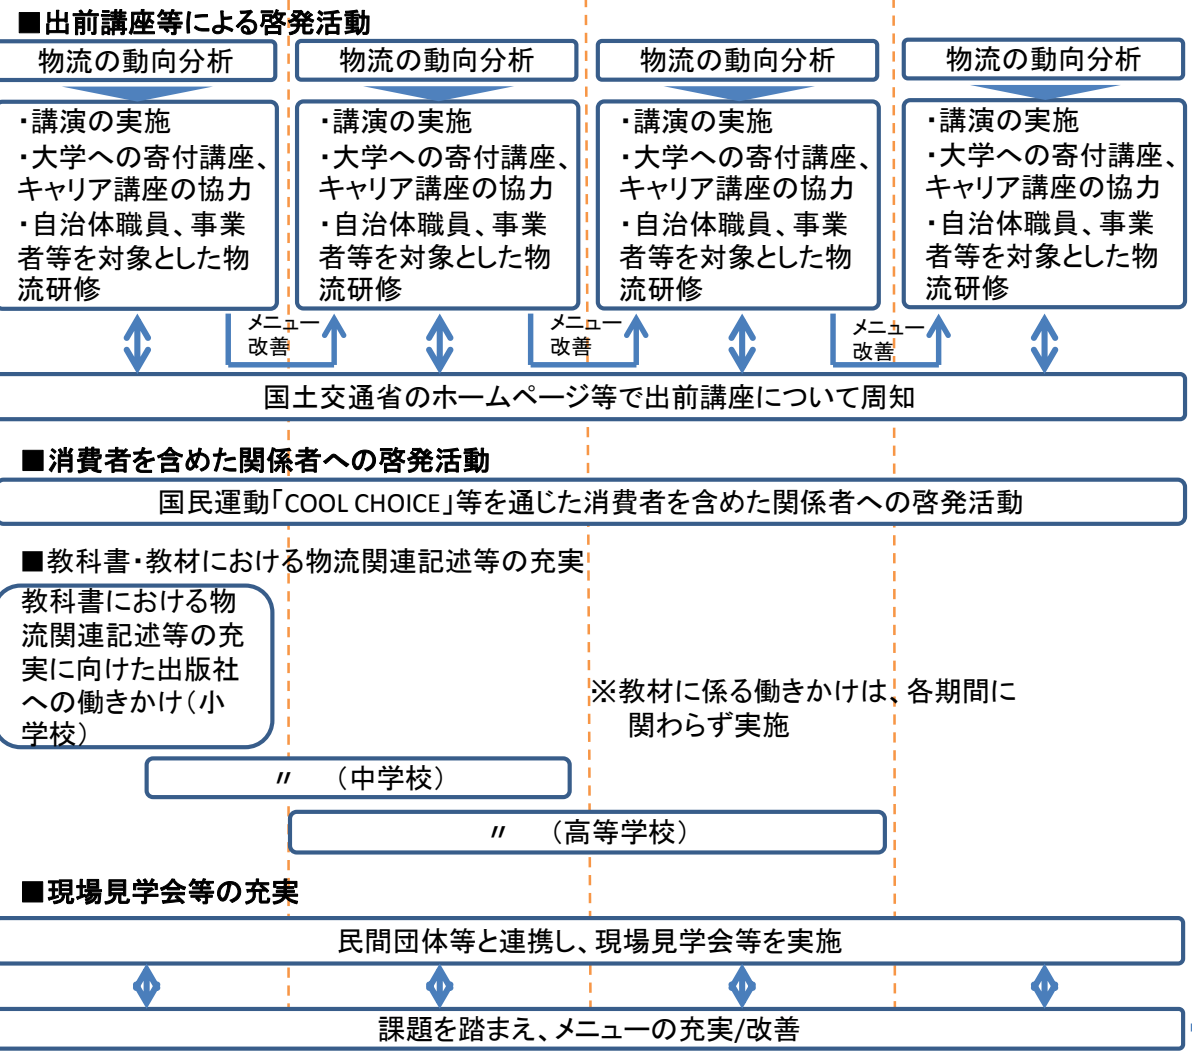 ■出前講座等による啓発活動
物流の動向分析
物流の動向分析
物流の動向分析
物流の動向分析
・講演の実施
・大学への寄付講座、
キャリア講座の協力
・自治体職員、事業
者等を対象とした物
流研修
・講演の実施
・大学への寄付講座、
キャリア講座の協力
・自治体職員、事業
者等を対象とした物
流研修
・講演の実施
・大学への寄付講座、
キャリア講座の協力
・自治体職員、事業
者等を対象とした物
流研修
・講演の実施
・大学への寄付講座、
キャリア講座の協力
・自治体職員、事業
者等を対象とした物
流研修
メニュー
改善
メニュー
改善
メニュー
改善
国土交通省のホームページ等で出前講座について周知
■消費者を含めた関係者への啓発活動
国民運動「COOL CHOICE」等を通じた消費者を含めた関係者への啓発活動
■教科書・教材における物流関連記述等の充実
教科書における物
流関連記述等の充
実に向けた出版社
への働きかけ（小
学校）
※教材に係る働きかけは、各期間に
関わらず実施
〃　（中学校）
〃　（高等学校）
■現場見学会等の充実
民間団体等と連携し、現場見学会等を実施
課題を踏まえ、メニューの充実/改善